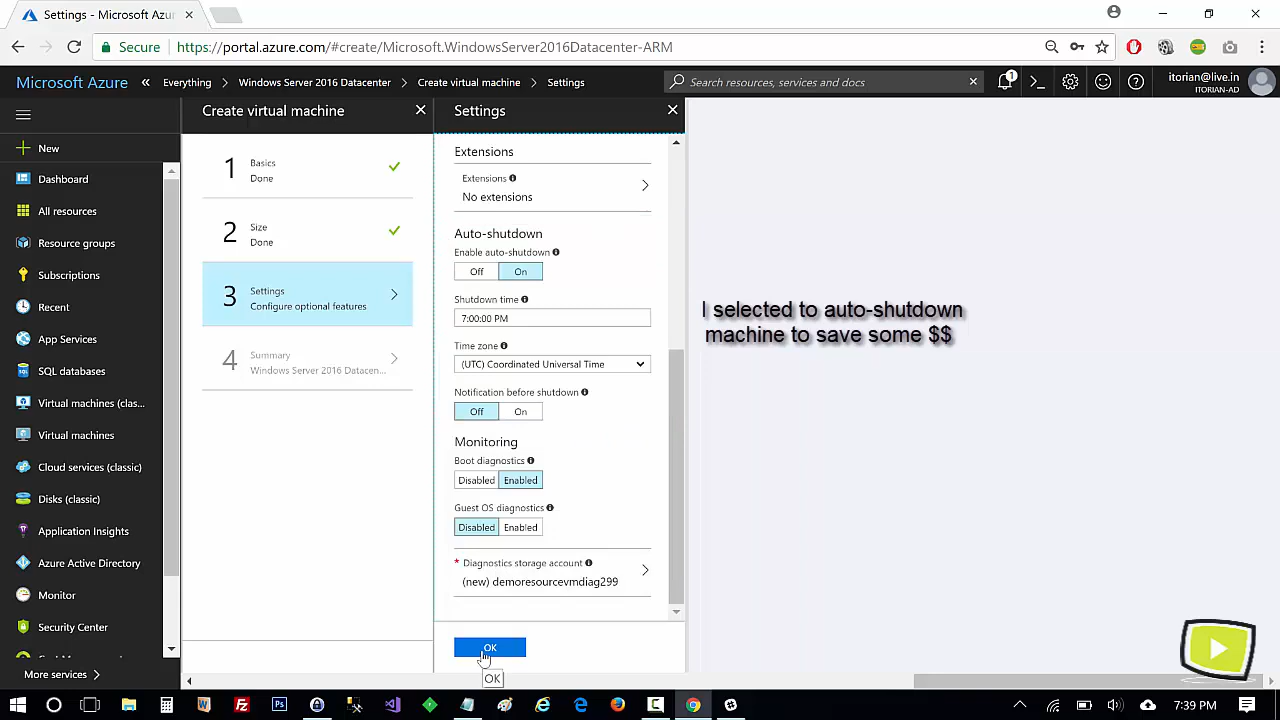 Settings - Microsoft Azur
Secure
https://portal.azure.com/#create/Microsoft.WindowsServer2016Datacenter-ARM
Microsoft Azure
Everything
Windows Server 2016 Datacenter
Create virtual machine
Settings
Search resources, services and docs
1
itorian@live.in
ITORIAN-AD
New
Dashboard
All resources
Resource groups
Subscriptions
Recent
App Services
SQL databases
Virtual machines (clas...
Virtual machines
Cloud services (classic)
Disks (classic)
Application Insights
Azure Active Directory
Monitor
Security Center
More services
Create virtual machine
1
Basics
Done
2
Size
Done
3
Settings
Configure optional features
4
Summary
Windows Server 2016 Datacen...
Settings
Extensions
Extensions
No extensions
Auto-shutdown
Enable auto-shutdown
Off On
Shutdown time
7:00:00 PM
Time zone
(UTC) Coordinated Universal Time
Notification before shutdown
Off On
Monitoring
Boot diagnostics
Disabled Enabled
Guest OS diagnostics
Disabled Enabled
* Diagnostics storage account
(new) demoresourcevmdiag299
OK
OK
I selected to auto-shutdown
machine to save some $$
7:39 PM